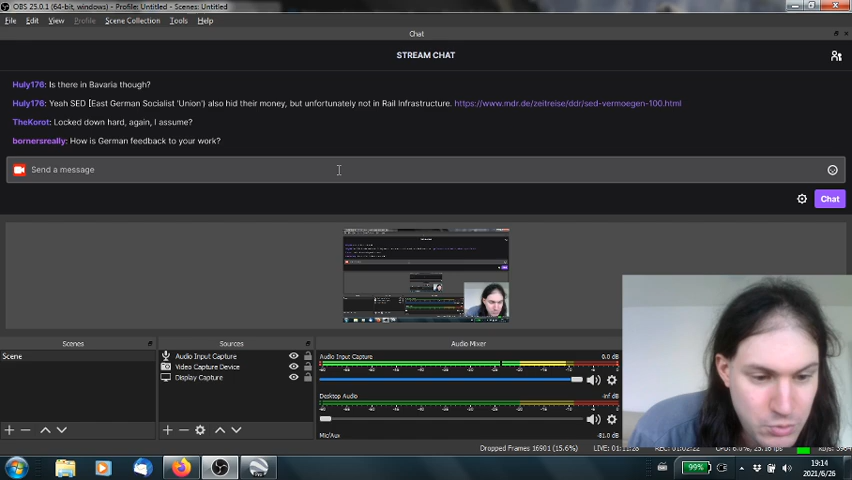 OBS 25.0.1 (64-bit, windows) - Profile: Untitled - Scenes: Untitled
File Edit View Profile Scene Collection Tools Help
Chat
STREAM CHAT
Huly176: Is there in Bavaria though?
Huly176: Yeah SED [East German Socialist 'Union') also hid their money, but unfortunately not in Rail Infrastructure. https://www.mdr.de/zeitreise/ddr/sed-vermoegen-100.html
TheKorot: Locked down hard, again, I assume?
bornersreally: How is German feedback to your work?
Send a message
Chat
Scenes Sources Audio Mixer
Scene
Audio Input Capture
Video Capture Device
Display Capture
Audio Input Capture 0.0 dB
Desktop Audio -inf dB
Mic/Aux -81.0 dB
Dropped Frames 16901 (15.6%)
99%
19:14
2021/6/26